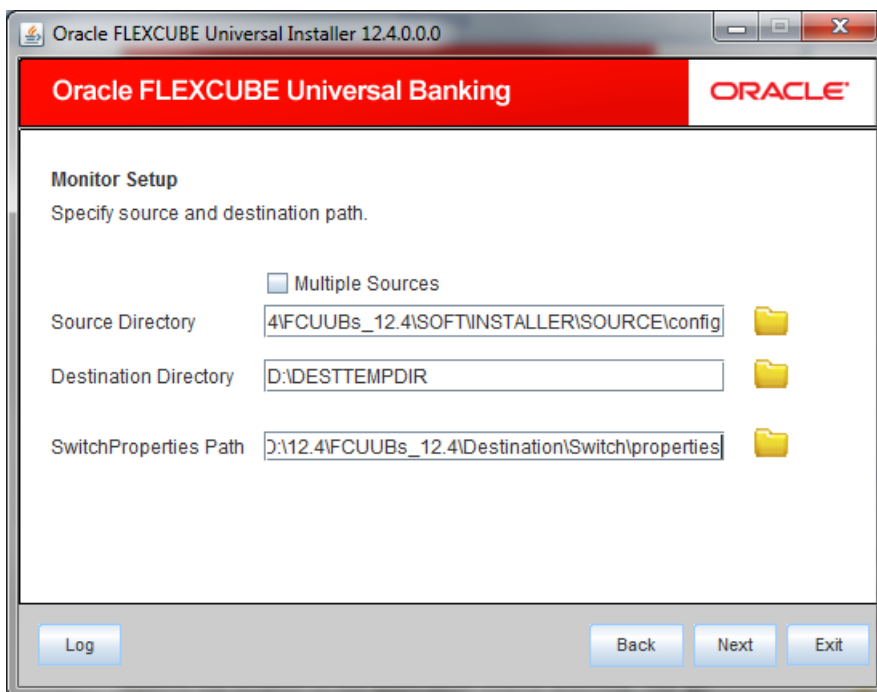 Oracle FLEXCUBE Universal Installer 12.4.0.0.0
Oracle FLEXCUBE Universal Banking
ORACLE
Monitor Setup
Specify source and destination path.
Multiple Sources
Source Directory 4\FCUUBs_12.4\SOFT\INSTALLER\SOURCE\config
Destination Directory D:\DESTTEMPDIR
SwitchProperties Path D:\12.4\FCUUBs_12.4\Destination\Switch\properties
Log Back Next Exit